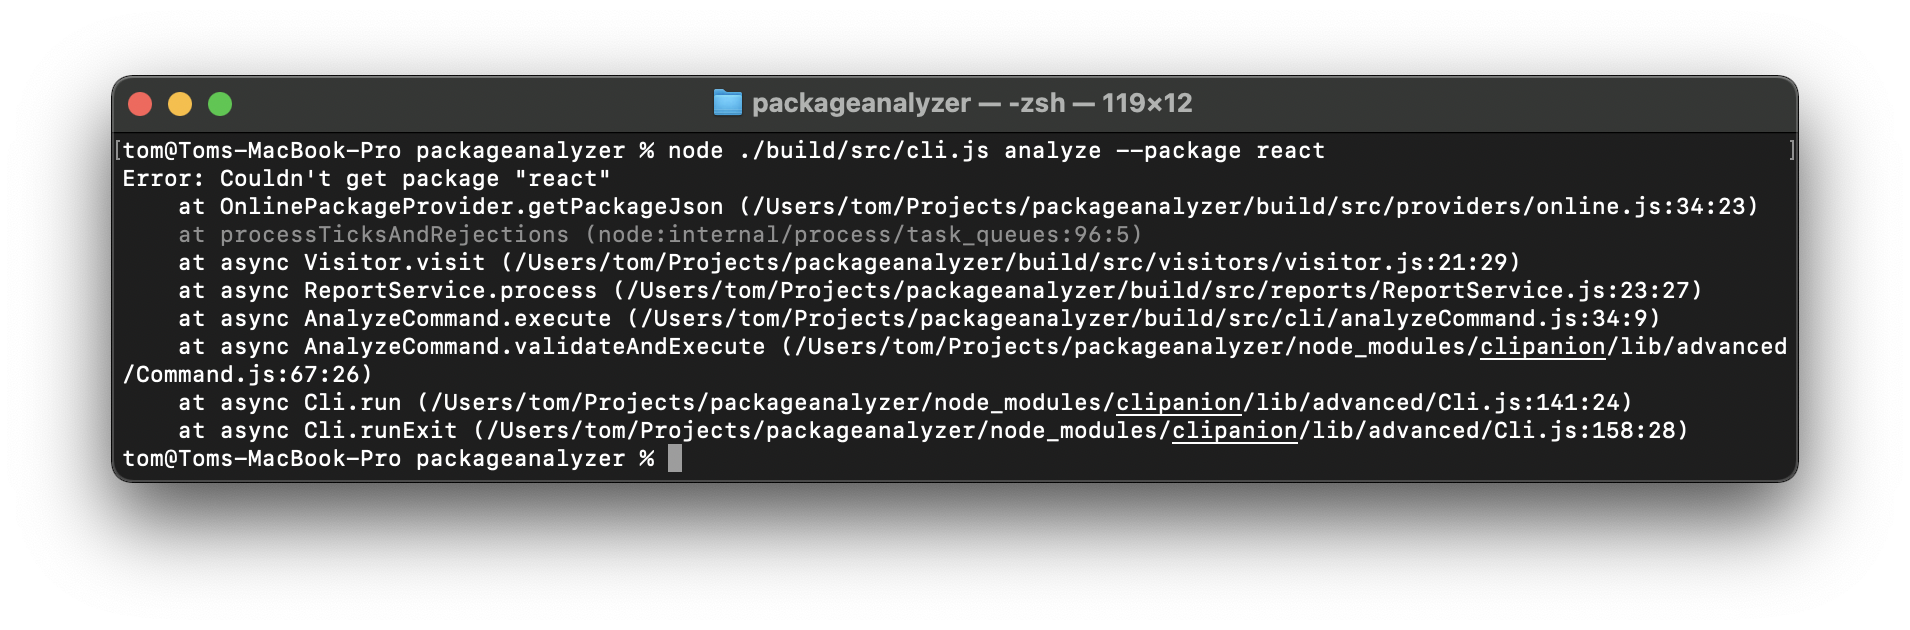 packageanalyzer — -zsh — 119×12
[tom@Toms-MacBook-Pro packageanalyzer % node ./build/src/cli.js analyze --package react ]
Error: Couldn't get package "react"
    at OnlinePackageProvider.getPackageJson (/Users/tom/Projects/packageanalyzer/build/src/providers/online.js:34:23)
    at processTicksAndRejections (node:internal/process/task_queues:96:5)
    at async Visitor.visit (/Users/tom/Projects/packageanalyzer/build/src/visitors/visitor.js:21:29)
    at async ReportService.process (/Users/tom/Projects/packageanalyzer/build/src/reports/ReportService.js:23:27)
    at async AnalyzeCommand.execute (/Users/tom/Projects/packageanalyzer/build/src/cli/analyzeCommand.js:34:9)
    at async AnalyzeCommand.validateAndExecute (/Users/tom/Projects/packageanalyzer/node_modules/clipanion/lib/advanced
/Command.js:67:26)
    at async Cli.run (/Users/tom/Projects/packageanalyzer/node_modules/clipanion/lib/advanced/Cli.js:141:24)
    at async Cli.runExit (/Users/tom/Projects/packageanalyzer/node_modules/clipanion/lib/advanced/Cli.js:158:28)
tom@Toms-MacBook-Pro packageanalyzer %